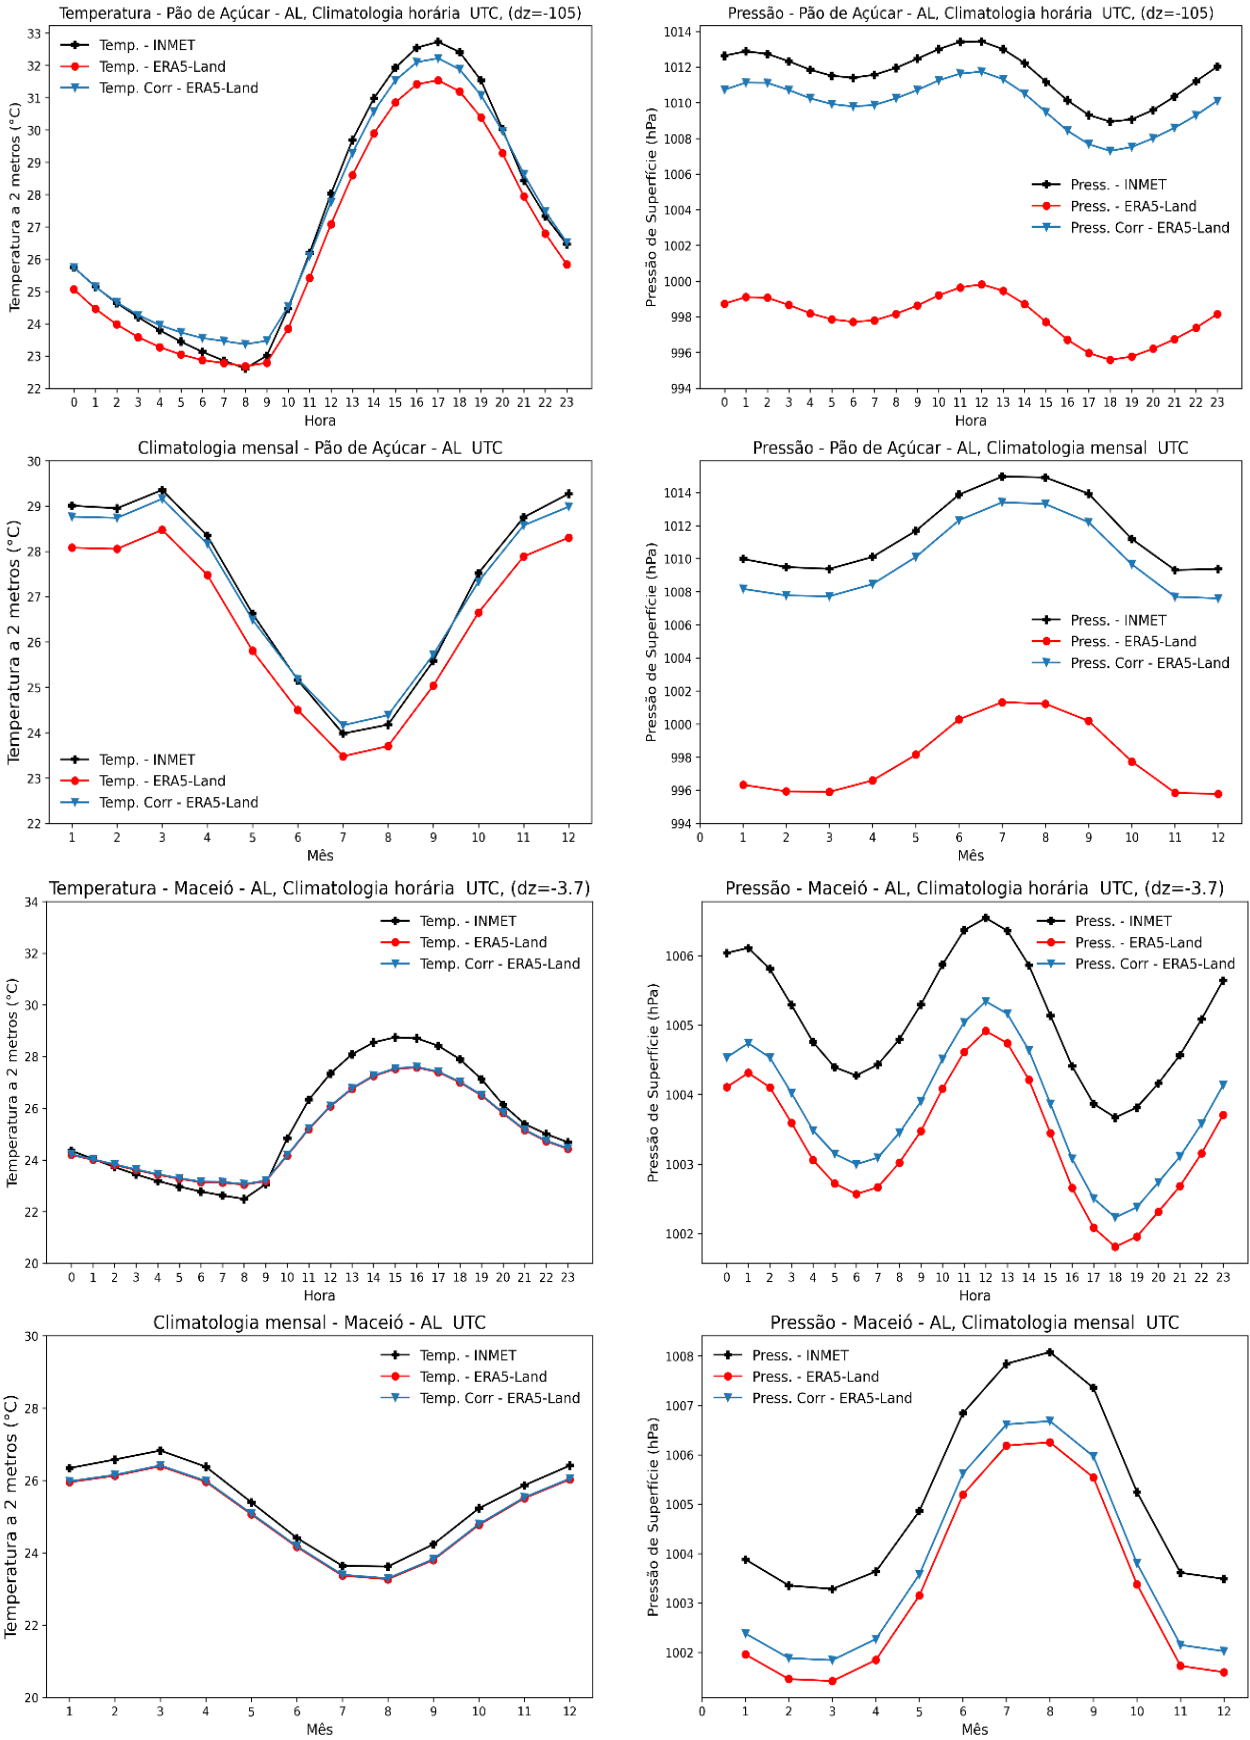 Temperatura - Pão de Açúcar - AL, Climatologia horária  UTC, (dz=-105)
Temperatura a 2 metros (°C)
33
32
31
30
29
28
27
26
25
24
23
22
Temp. - INMET
Temp. - ERA5-Land
Temp. Corr - ERA5-Land
0 1 2 3 4 5 6 7 8 9 10 11 12 13 14 15 16 17 18 19 20 21 22 23
Hora
Pressão - Pão de Açúcar - AL, Climatologia horária  UTC, (dz=-105)
Pressão de Superfície (hPa)
1014
1012
1010
1008
1006
1004
1002
1000
998
996
994
Press. - INMET
Press. - ERA5-Land
Press. Corr - ERA5-Land
0 1 2 3 4 5 6 7 8 9 10 11 12 13 14 15 16 17 18 19 20 21 22 23
Hora
Climatologia mensal - Pão de Açúcar - AL  UTC
Temperatura a 2 metros (°C)
30
29
28
27
26
25
24
23
22
Temp. - INMET
Temp. - ERA5-Land
Temp. Corr - ERA5-Land
1 2 3 4 5 6 7 8 9 10 11 12
Mês
Pressão - Pão de Açúcar - AL, Climatologia mensal  UTC
Pressão de Superfície (hPa)
1014
1012
1010
1008
1006
1004
1002
1000
998
996
994
Press. - INMET
Press. - ERA5-Land
Press. Corr - ERA5-Land
0 1 2 3 4 5 6 7 8 9 10 11 12
Mês
Temperatura - Maceió - AL, Climatologia horária  UTC, (dz=-3.7)
Temperatura a 2 metros (°C)
34
32
30
28
26
24
22
20
Temp. - INMET
Temp. - ERA5-Land
Temp. Corr - ERA5-Land
0 1 2 3 4 5 6 7 8 9 10 11 12 13 14 15 16 17 18 19 20 21 22 23
Hora
Pressão - Maceió - AL, Climatologia horária  UTC, (dz=-3.7)
Pressão de Superfície (hPa)
1006
1005
1004
1003
1002
Press. - INMET
Press. - ERA5-Land
Press. Corr - ERA5-Land
0 1 2 3 4 5 6 7 8 9 10 11 12 13 14 15 16 17 18 19 20 21 22 23
Hora
Climatologia mensal - Maceió - AL  UTC
Temperatura a 2 metros (°C)
30
28
26
24
22
20
Temp. - INMET
Temp. - ERA5-Land
Temp. Corr - ERA5-Land
1 2 3 4 5 6 7 8 9 10 11 12
Mês
Pressão - Maceió - AL, Climatologia mensal  UTC
Pressão de Superfície (hPa)
1008
1007
1006
1005
1004
1003
1002
Press. - INMET
Press. - ERA5-Land
Press. Corr - ERA5-Land
0 1 2 3 4 5 6 7 8 9 10 11 12
Mês